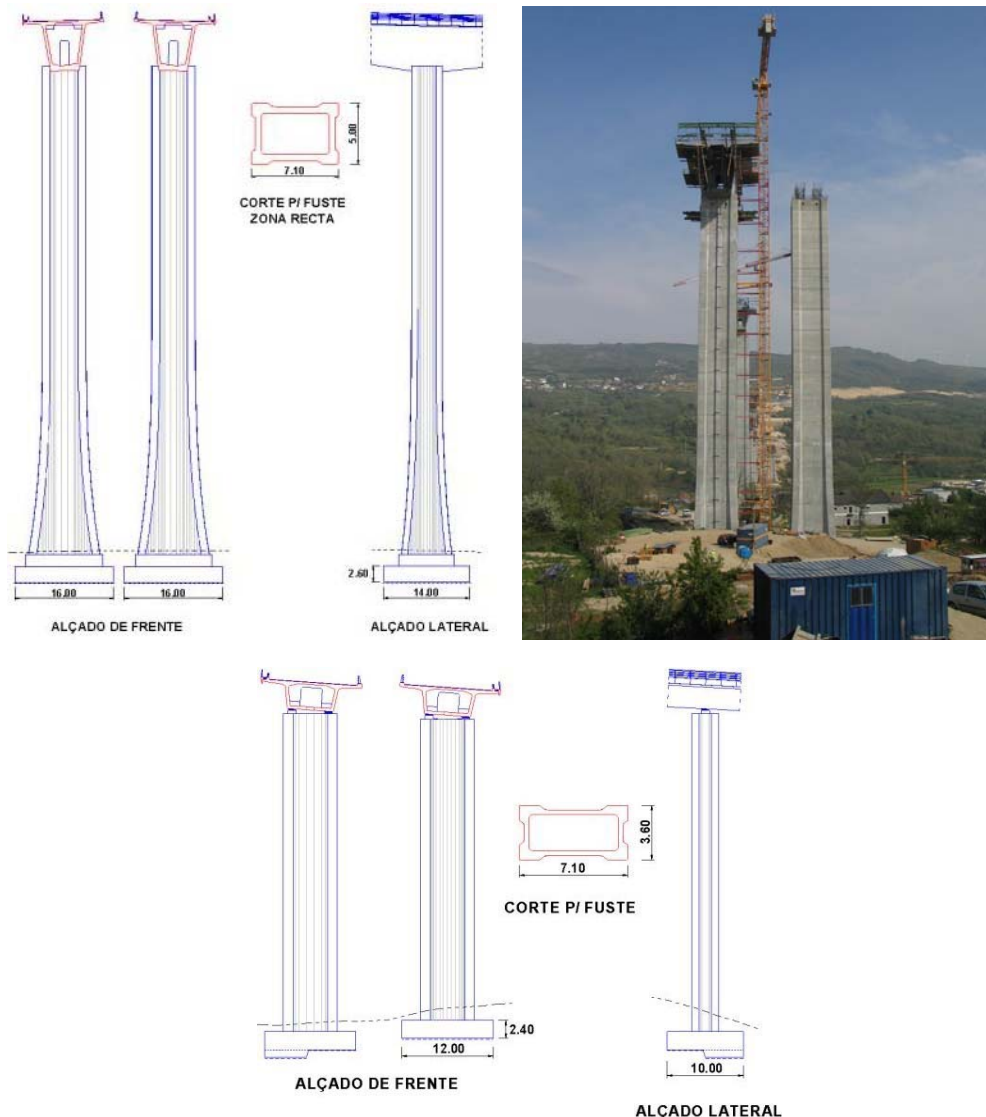 5.00
7.10
CORTE P/ FUSTE
ZONA RECTA
2.60
16.00
16.00
14.00
ALÇADO DE FRENTE
ALÇADO LATERAL
3.60
7.10
CORTE P/ FUSTE
2.40
12.00
10.00
ALÇADO DE FRENTE
ALÇADO LATERAL